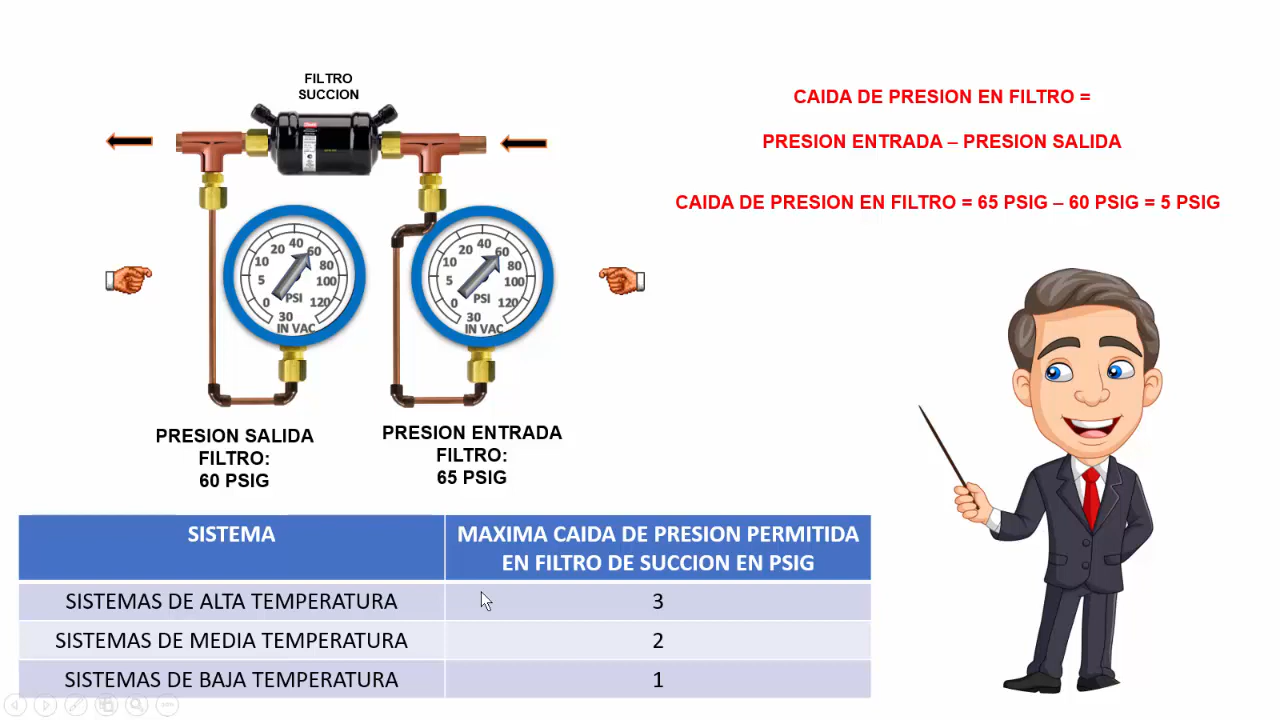 FILTRO
SUCCION
CAIDA DE PRESION EN FILTRO =
PRESION ENTRADA – PRESION SALIDA
CAIDA DE PRESION EN FILTRO = 65 PSIG – 60 PSIG = 5 PSIG
40
20
60
10
80
5
100
0
PSI
120
30
IN VAC
40
20
60
10
80
5
100
0
PSI
120
30
IN VAC
PRESION SALIDA
FILTRO:
60 PSIG
PRESION ENTRADA
FILTRO:
65 PSIG
SISTEMA
MAXIMA CAIDA DE PRESION PERMITIDA
EN FILTRO DE SUCCION EN PSIG
SISTEMAS DE ALTA TEMPERATURA 3
SISTEMAS DE MEDIA TEMPERATURA 2
SISTEMAS DE BAJA TEMPERATURA 1